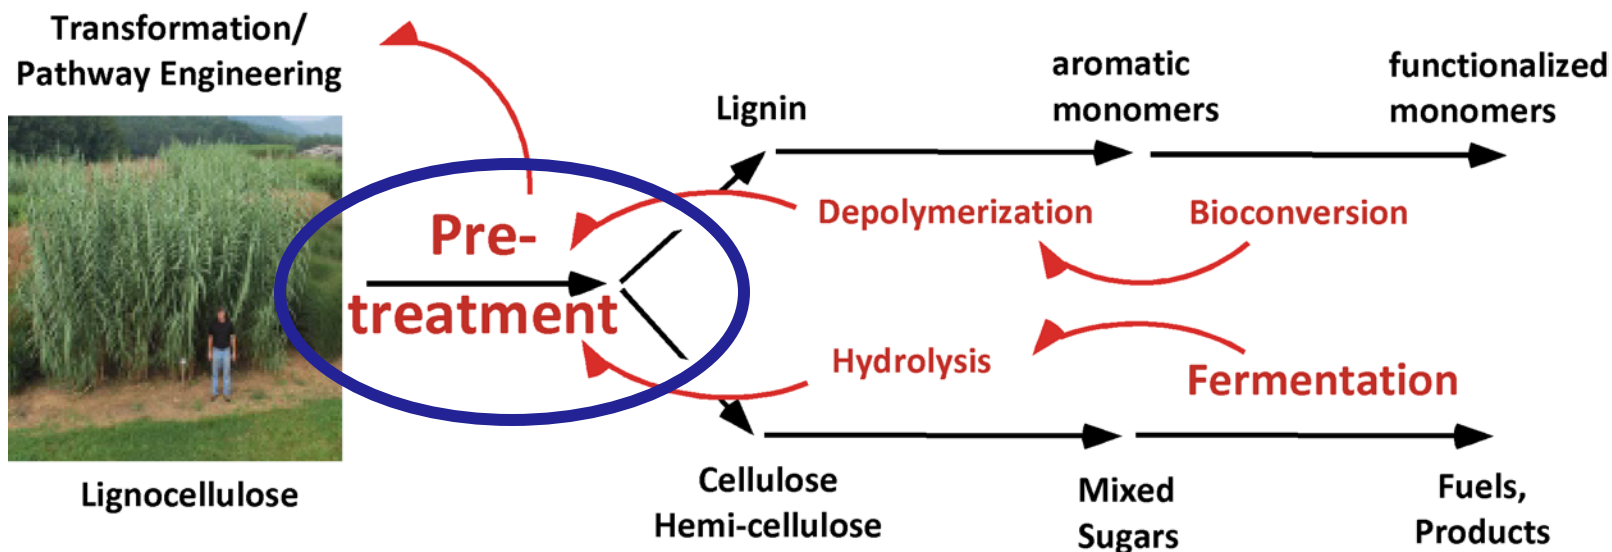 Transformation/
Pathway Engineering
Lignocellulose
Pre-
treatment
Lignin
aromatic
monomers
functionalized
monomers
Depolymerization
Bioconversion
Hydrolysis
Fermentation
Cellulose
Hemi-cellulose
Mixed
Sugars
Fuels,
Products